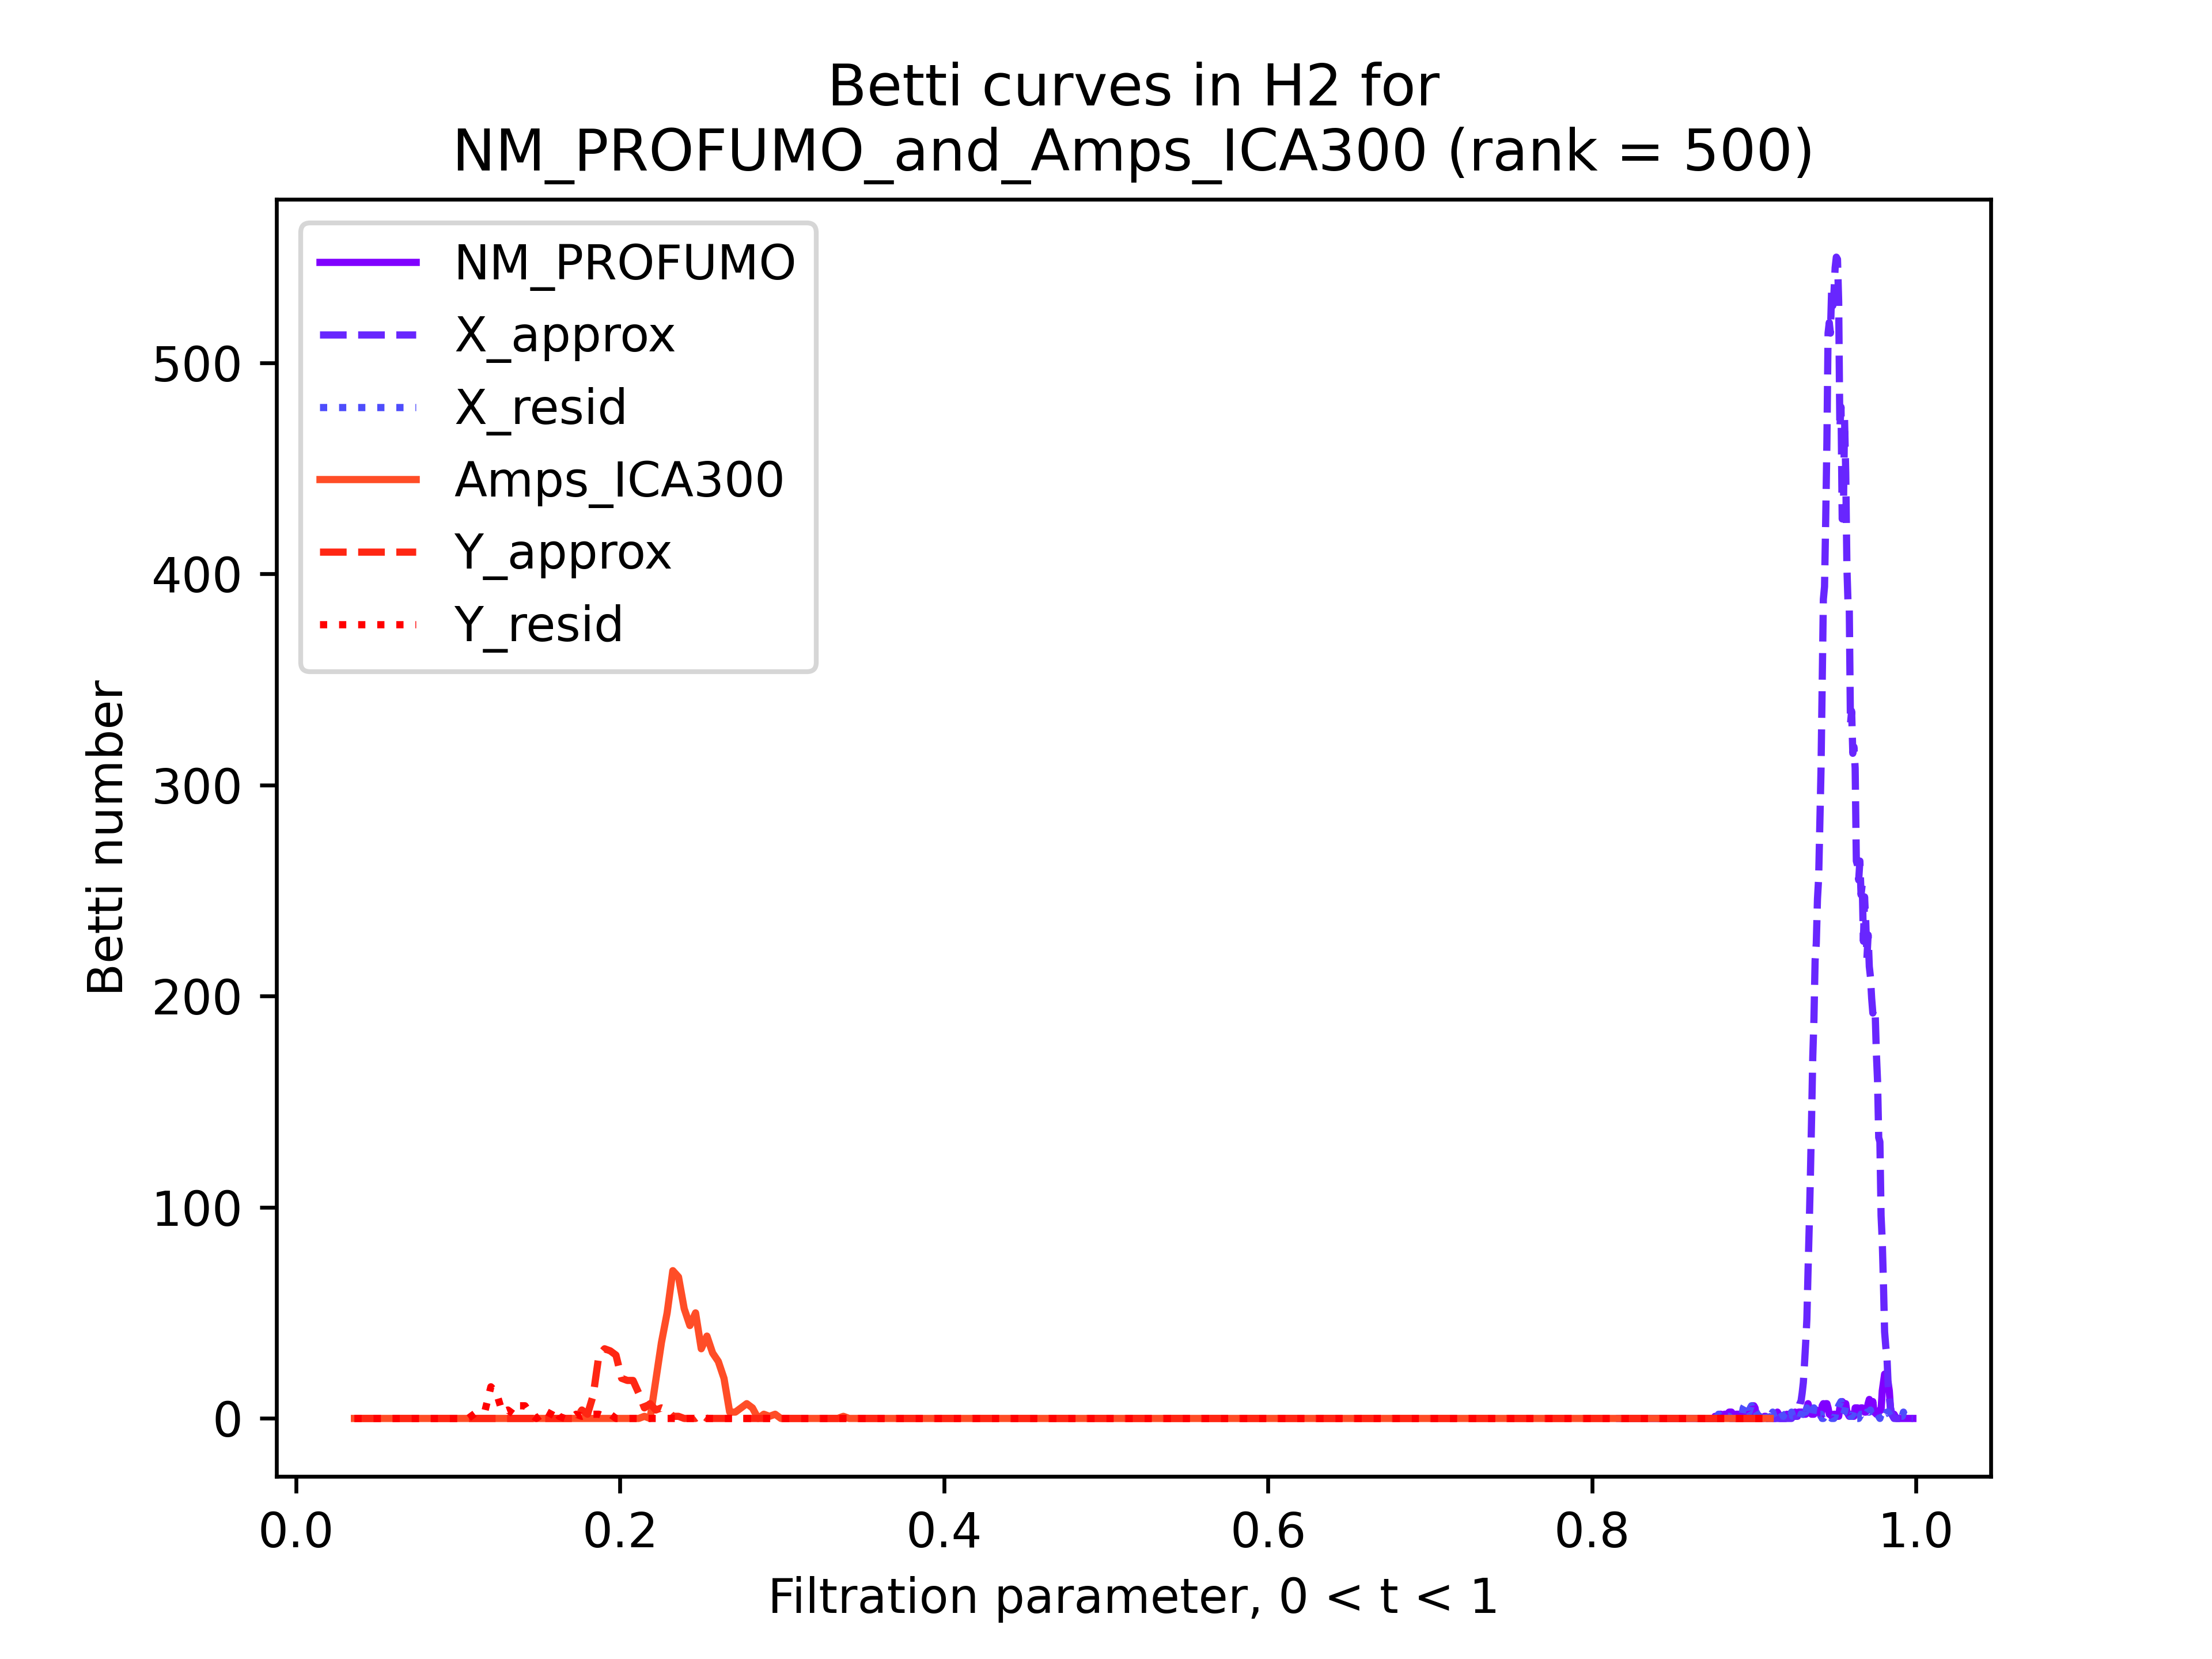 Betti curves in H2 for
NM_PROFUMO_and_Amps_ICA300 (rank = 500)
NM_PROFUMO
X_approx
X_resid
Amps_ICA300
Y_approx
Y_resid
Betti number
500
400
300
200
100
0
0.0 0.2 0.4 0.6 0.8 1.0
Filtration parameter, 0 < t < 1